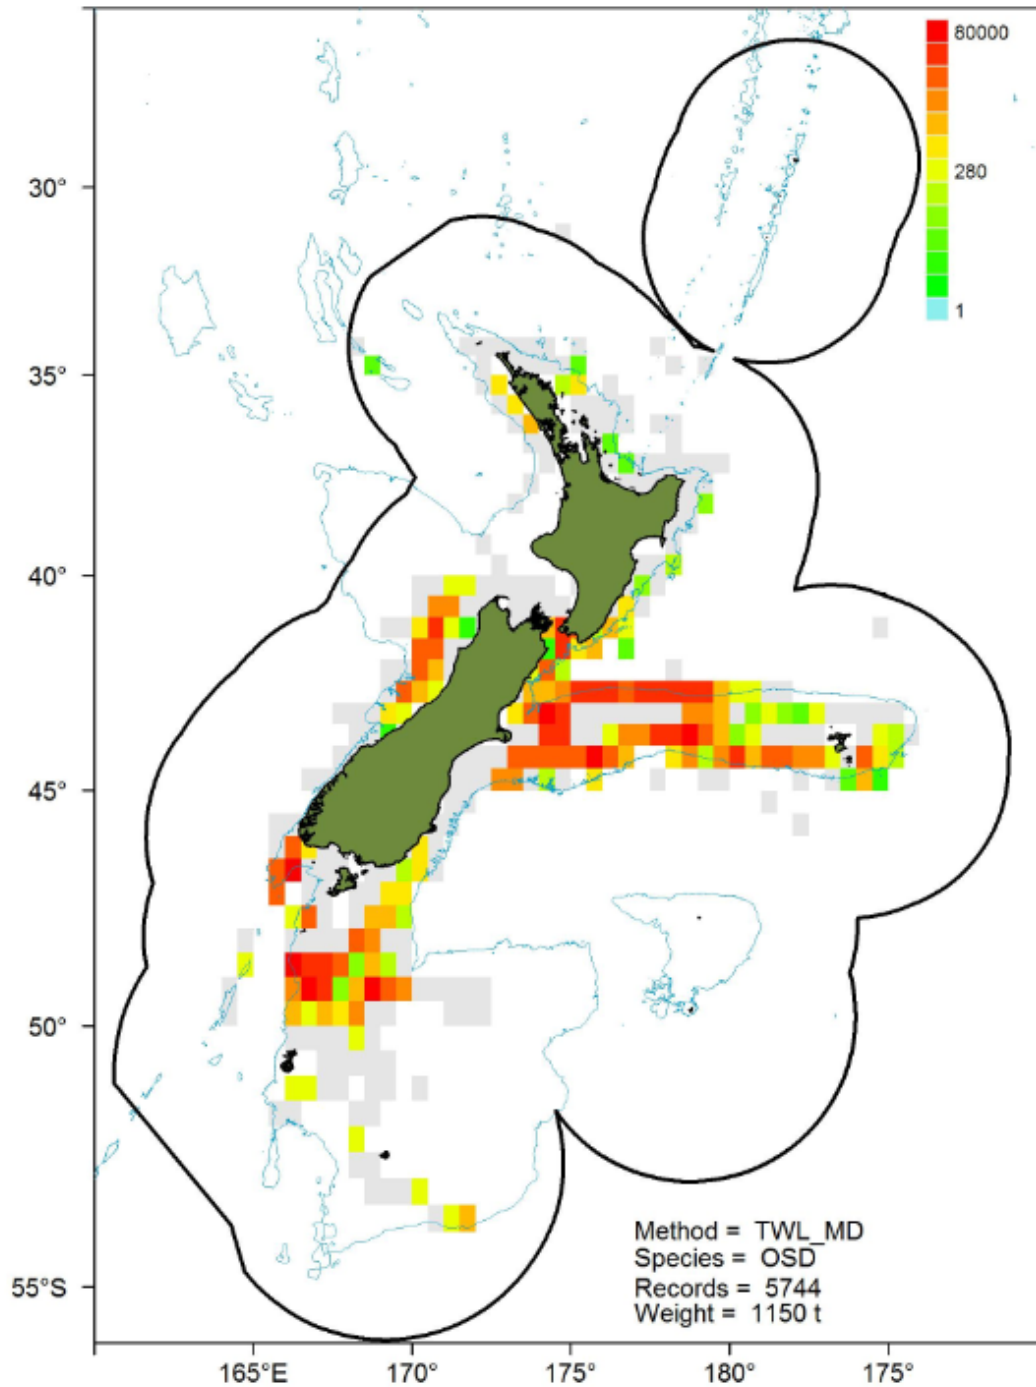 80000
280
1
30°
35°
40°
45°
50°
55°S
Method = TWL_MD
Species = OSD
Records = 5744
Weight = 1150 t
165°E
170°
175°
180°
175°